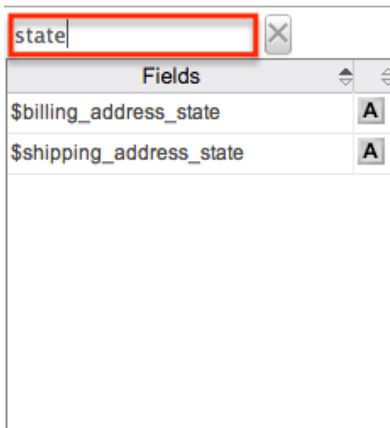 state
Fields
$billing_address_state A
$shipping_address_state A